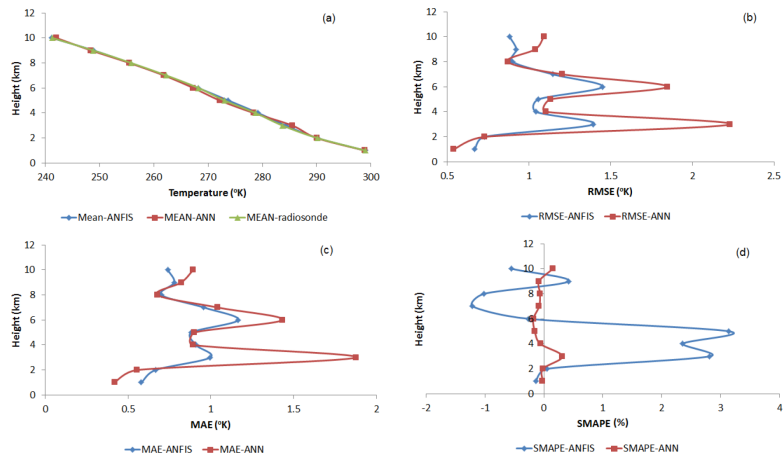 (a)
Height (km)
12
10
8
6
4
2
0
240 250 260 270 280 290 300
Temperature (°K)
Mean-ANFIS MEAN-ANN MEAN-radiosonde
(b)
Height (km)
12
10
8
6
4
2
0
0.5 1 1.5 2 2.5
RMSE (°K)
RMSE-ANFIS RMSE-ANN
(c)
Height (km)
12
10
8
6
4
2
0
0 0.5 1 1.5 2
MAE (°K)
MAE-ANFIS MAE-ANN
(d)
Height (km)
12
10
8
6
4
2
0
-2 -1 0 1 2 3 4
SMAPE (%)
SMAPE-ANFIS SMAPE-ANN